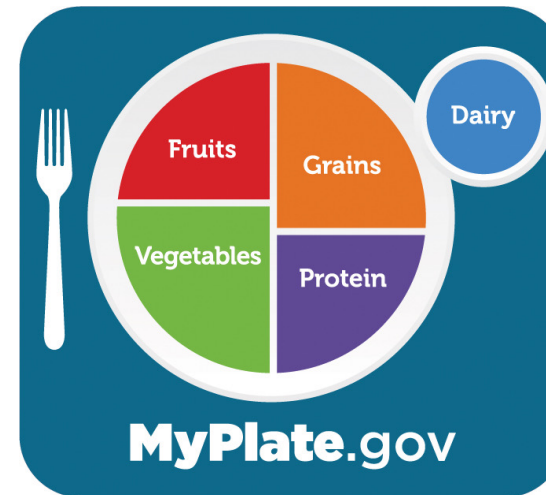 Fruits
Grains
Dairy
Vegetables
Protein
MyPlate.gov